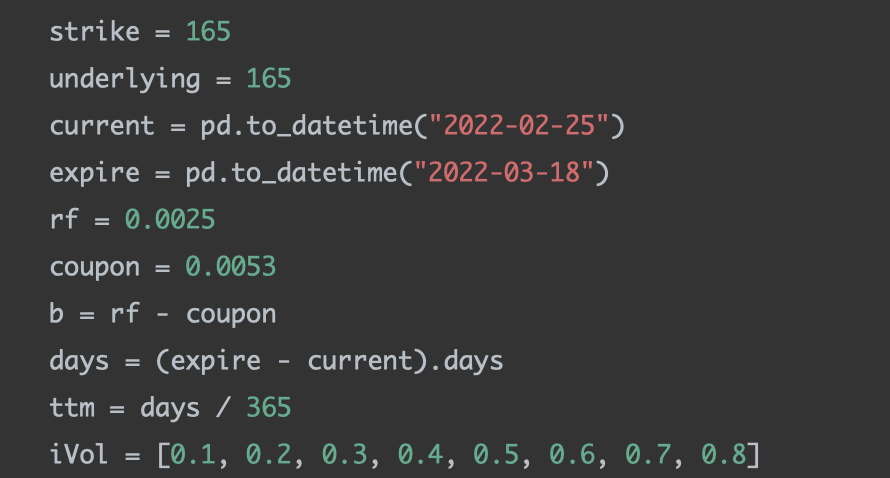 strike = 165
underlying = 165
current = pd.to_datetime("2022-02-25")
expire = pd.to_datetime("2022-03-18")
rf = 0.0025
coupon = 0.0053
b = rf - coupon
days = (expire - current).days
ttm = days / 365
iVol = [0.1, 0.2, 0.3, 0.4, 0.5, 0.6, 0.7, 0.8]